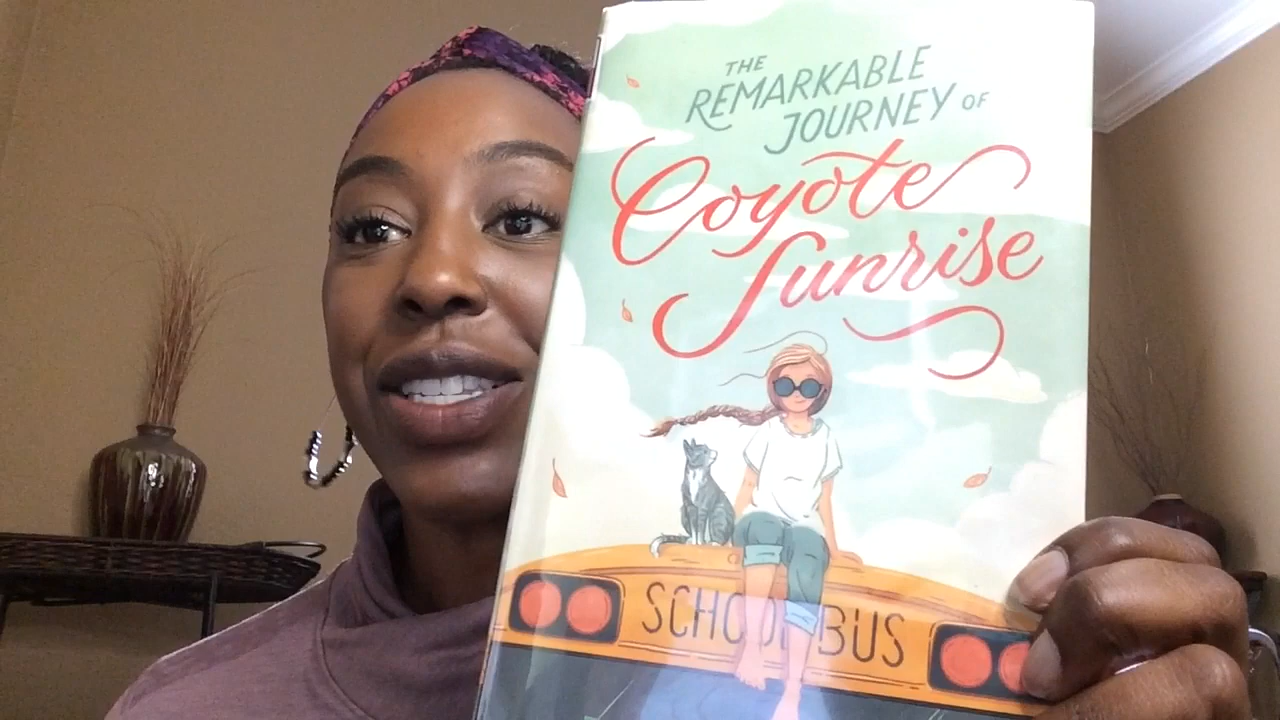 THE
REMARKABLE
JOURNEY OF
Coyote
Sunrise
SCHOOL BUS